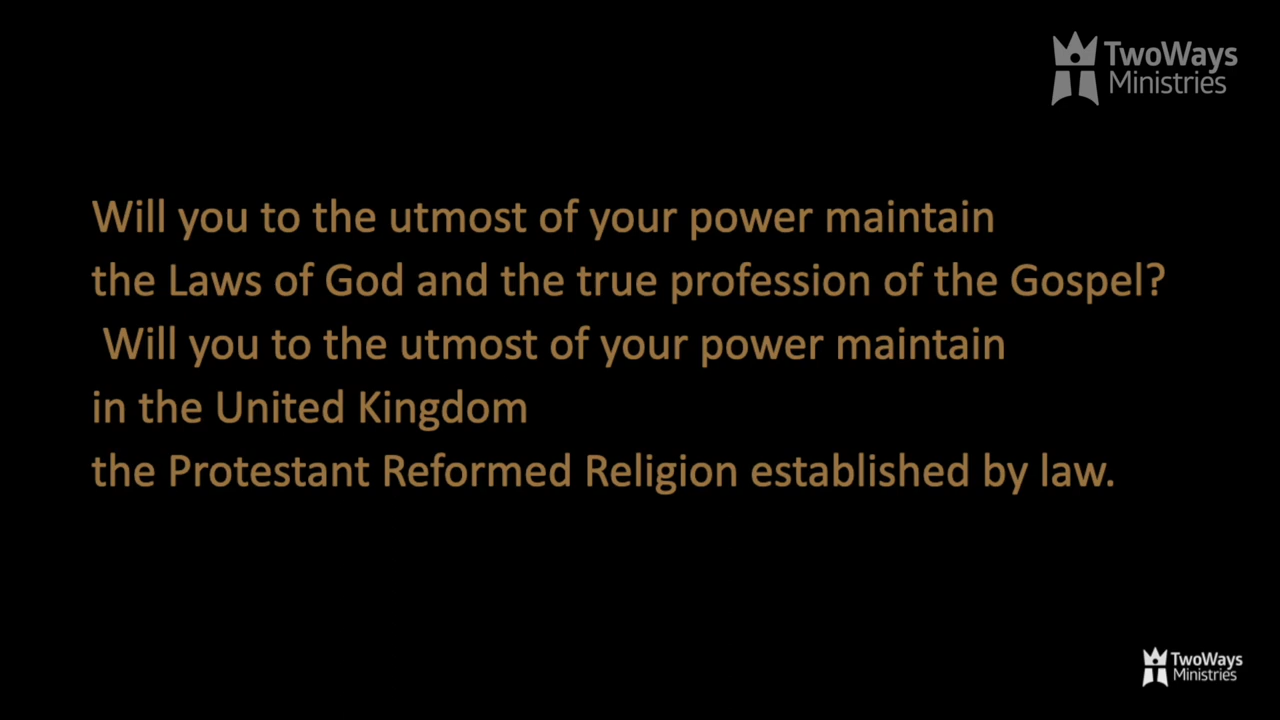 TwoWays
Ministries
Will you to the utmost of your power maintain
the Laws of God and the true profession of the Gospel?
Will you to the utmost of your power maintain
in the United Kingdom
the Protestant Reformed Religion established by law.
TwoWays
Ministries